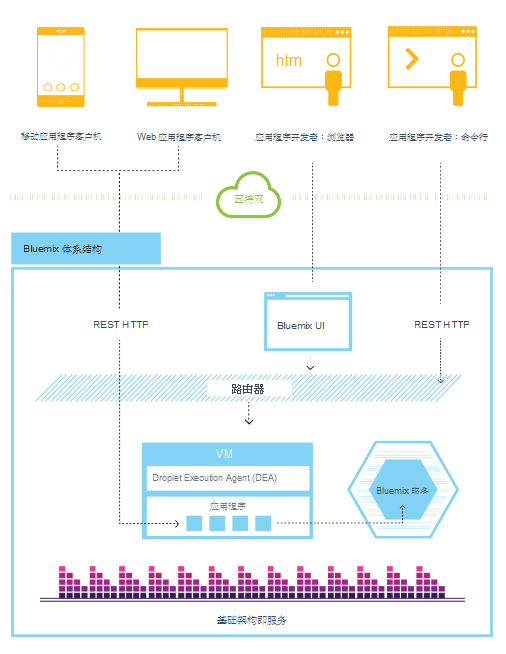 htm
移动应用程序客户机
Web 应用程序客户机
应用程序开发者：浏览器
应用程序开发者：命令行
因特网
Bluemix 体系结构
REST HTTP
Bluemix UI
REST HTTP
路由器
VM
Droplet Execution Agent (DEA)
应用程序
Bluemix 服务
基础架构即服务